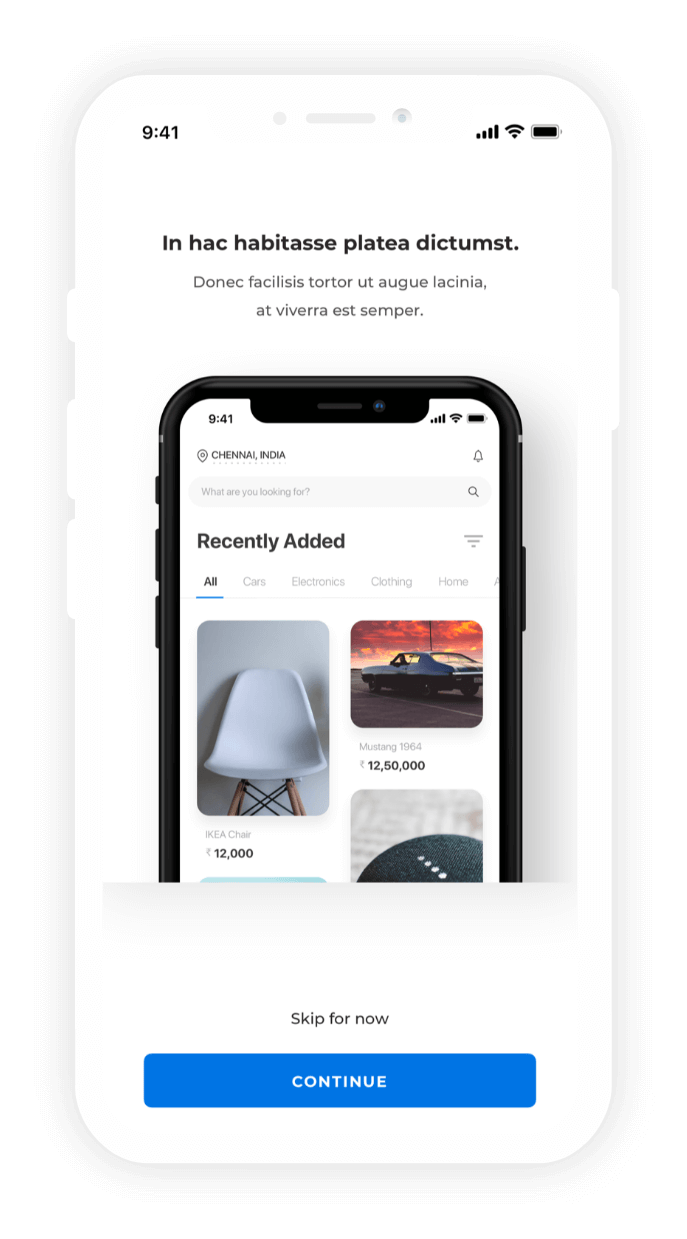 9:41
In hac habitasse platea dictumst.
Donec facilisis tortor ut augue lacinia,
at viverra est semper.
9:41
CHENNAI, INDIA
What are you looking for?
Recently Added
All Cars Electronics Clothing Home A
Mustang 1964
₹ 12,50,000
IKEA Chair
₹ 12,000
Skip for now
CONTINUE